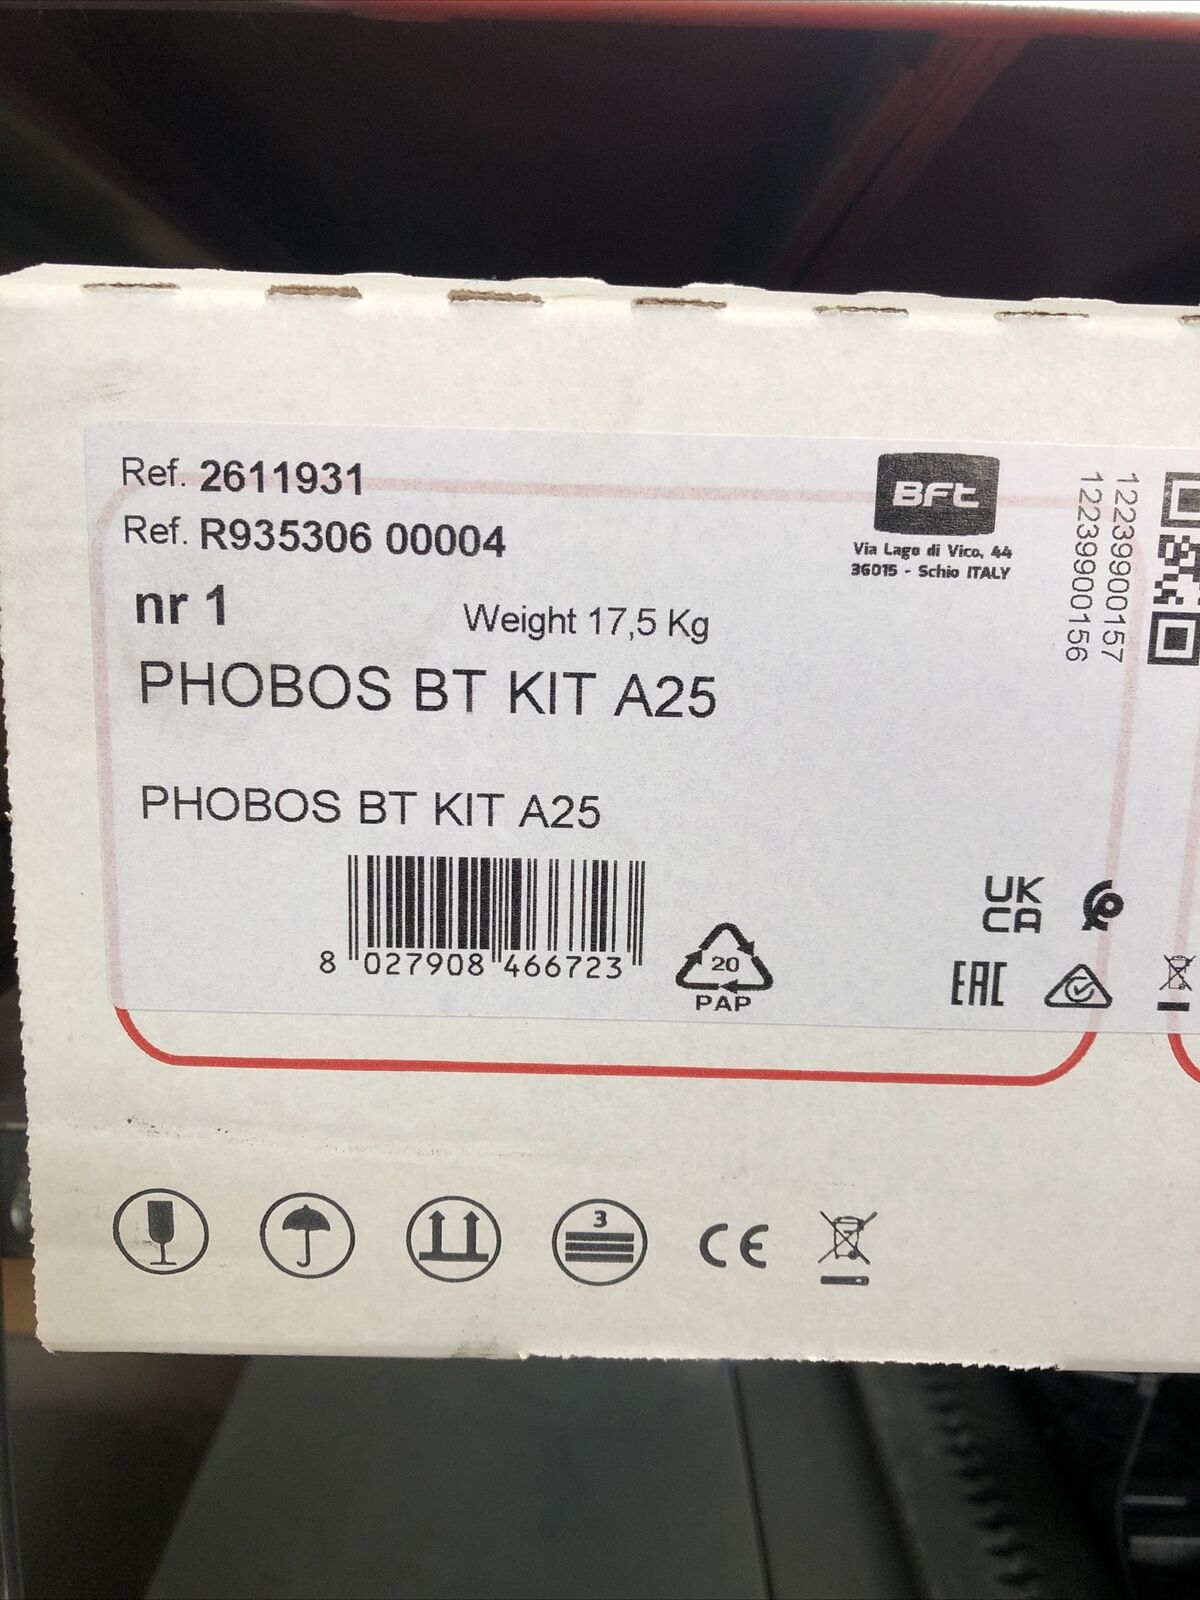 Ref. 2611931
Ref. R935306 00004
nr 1
Weight 17,5 Kg
PHOBOS BT KIT A25
PHOBOS BT KIT A25
8 027908 466723
20
PAP
BFt
Via Lago di Vico, 44
36015 - Schio ITALY
12239900157
12239900156
UK
CA
EAC
3
CE